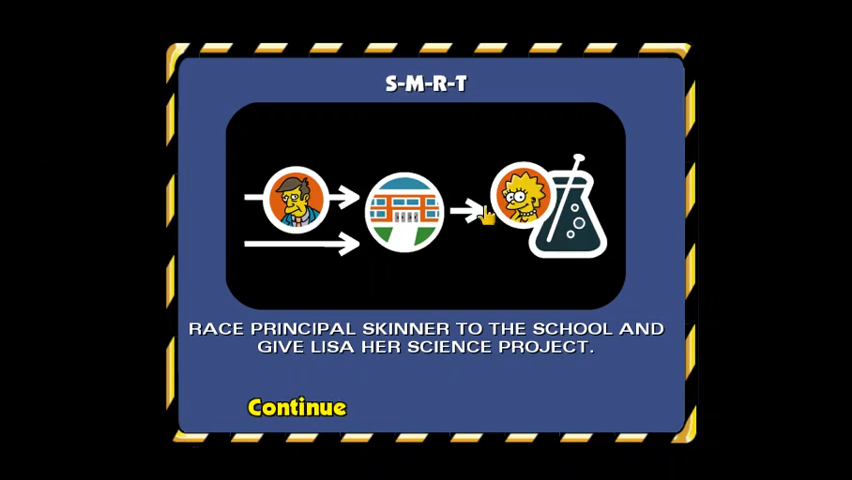 S-M-R-T
RACE PRINCIPAL SKINNER TO THE SCHOOL AND
GIVE LISA HER SCIENCE PROJECT.
Continue